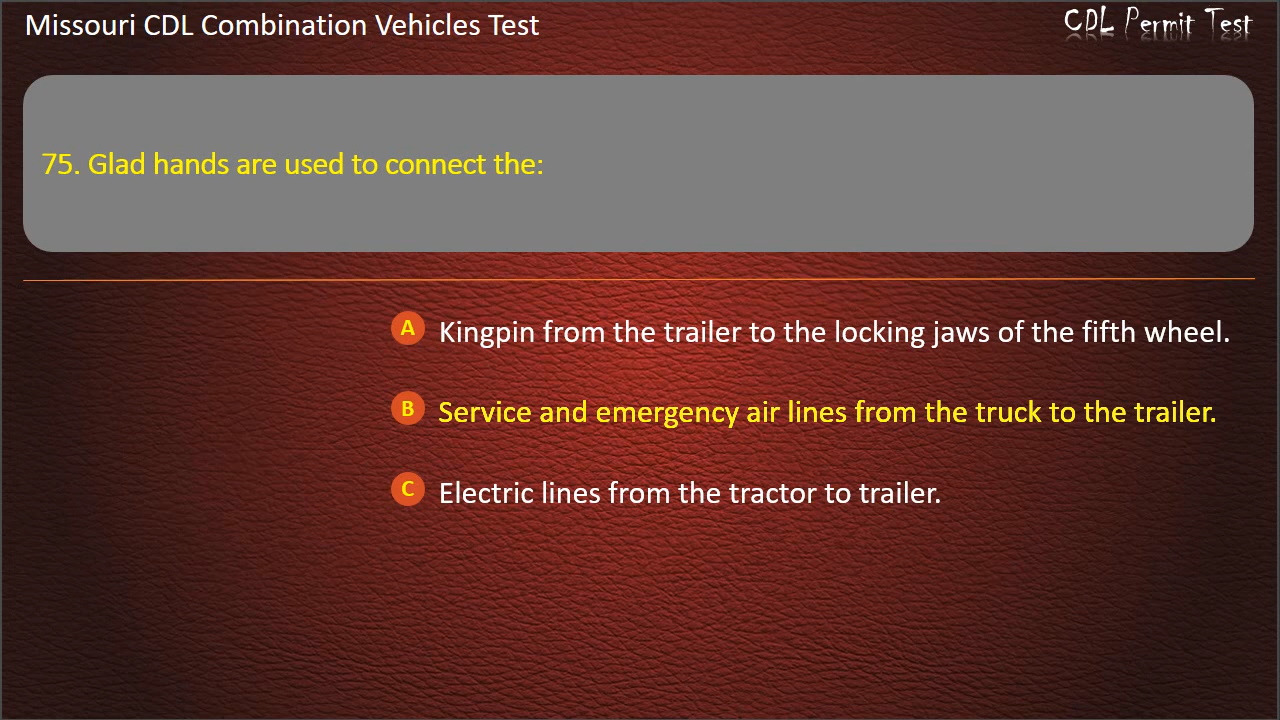 Missouri CDL Combination Vehicles Test
CDL Permit Test
75. Glad hands are used to connect the:
A Kingpin from the trailer to the locking jaws of the fifth wheel.
B Service and emergency air lines from the truck to the trailer.
C Electric lines from the tractor to trailer.